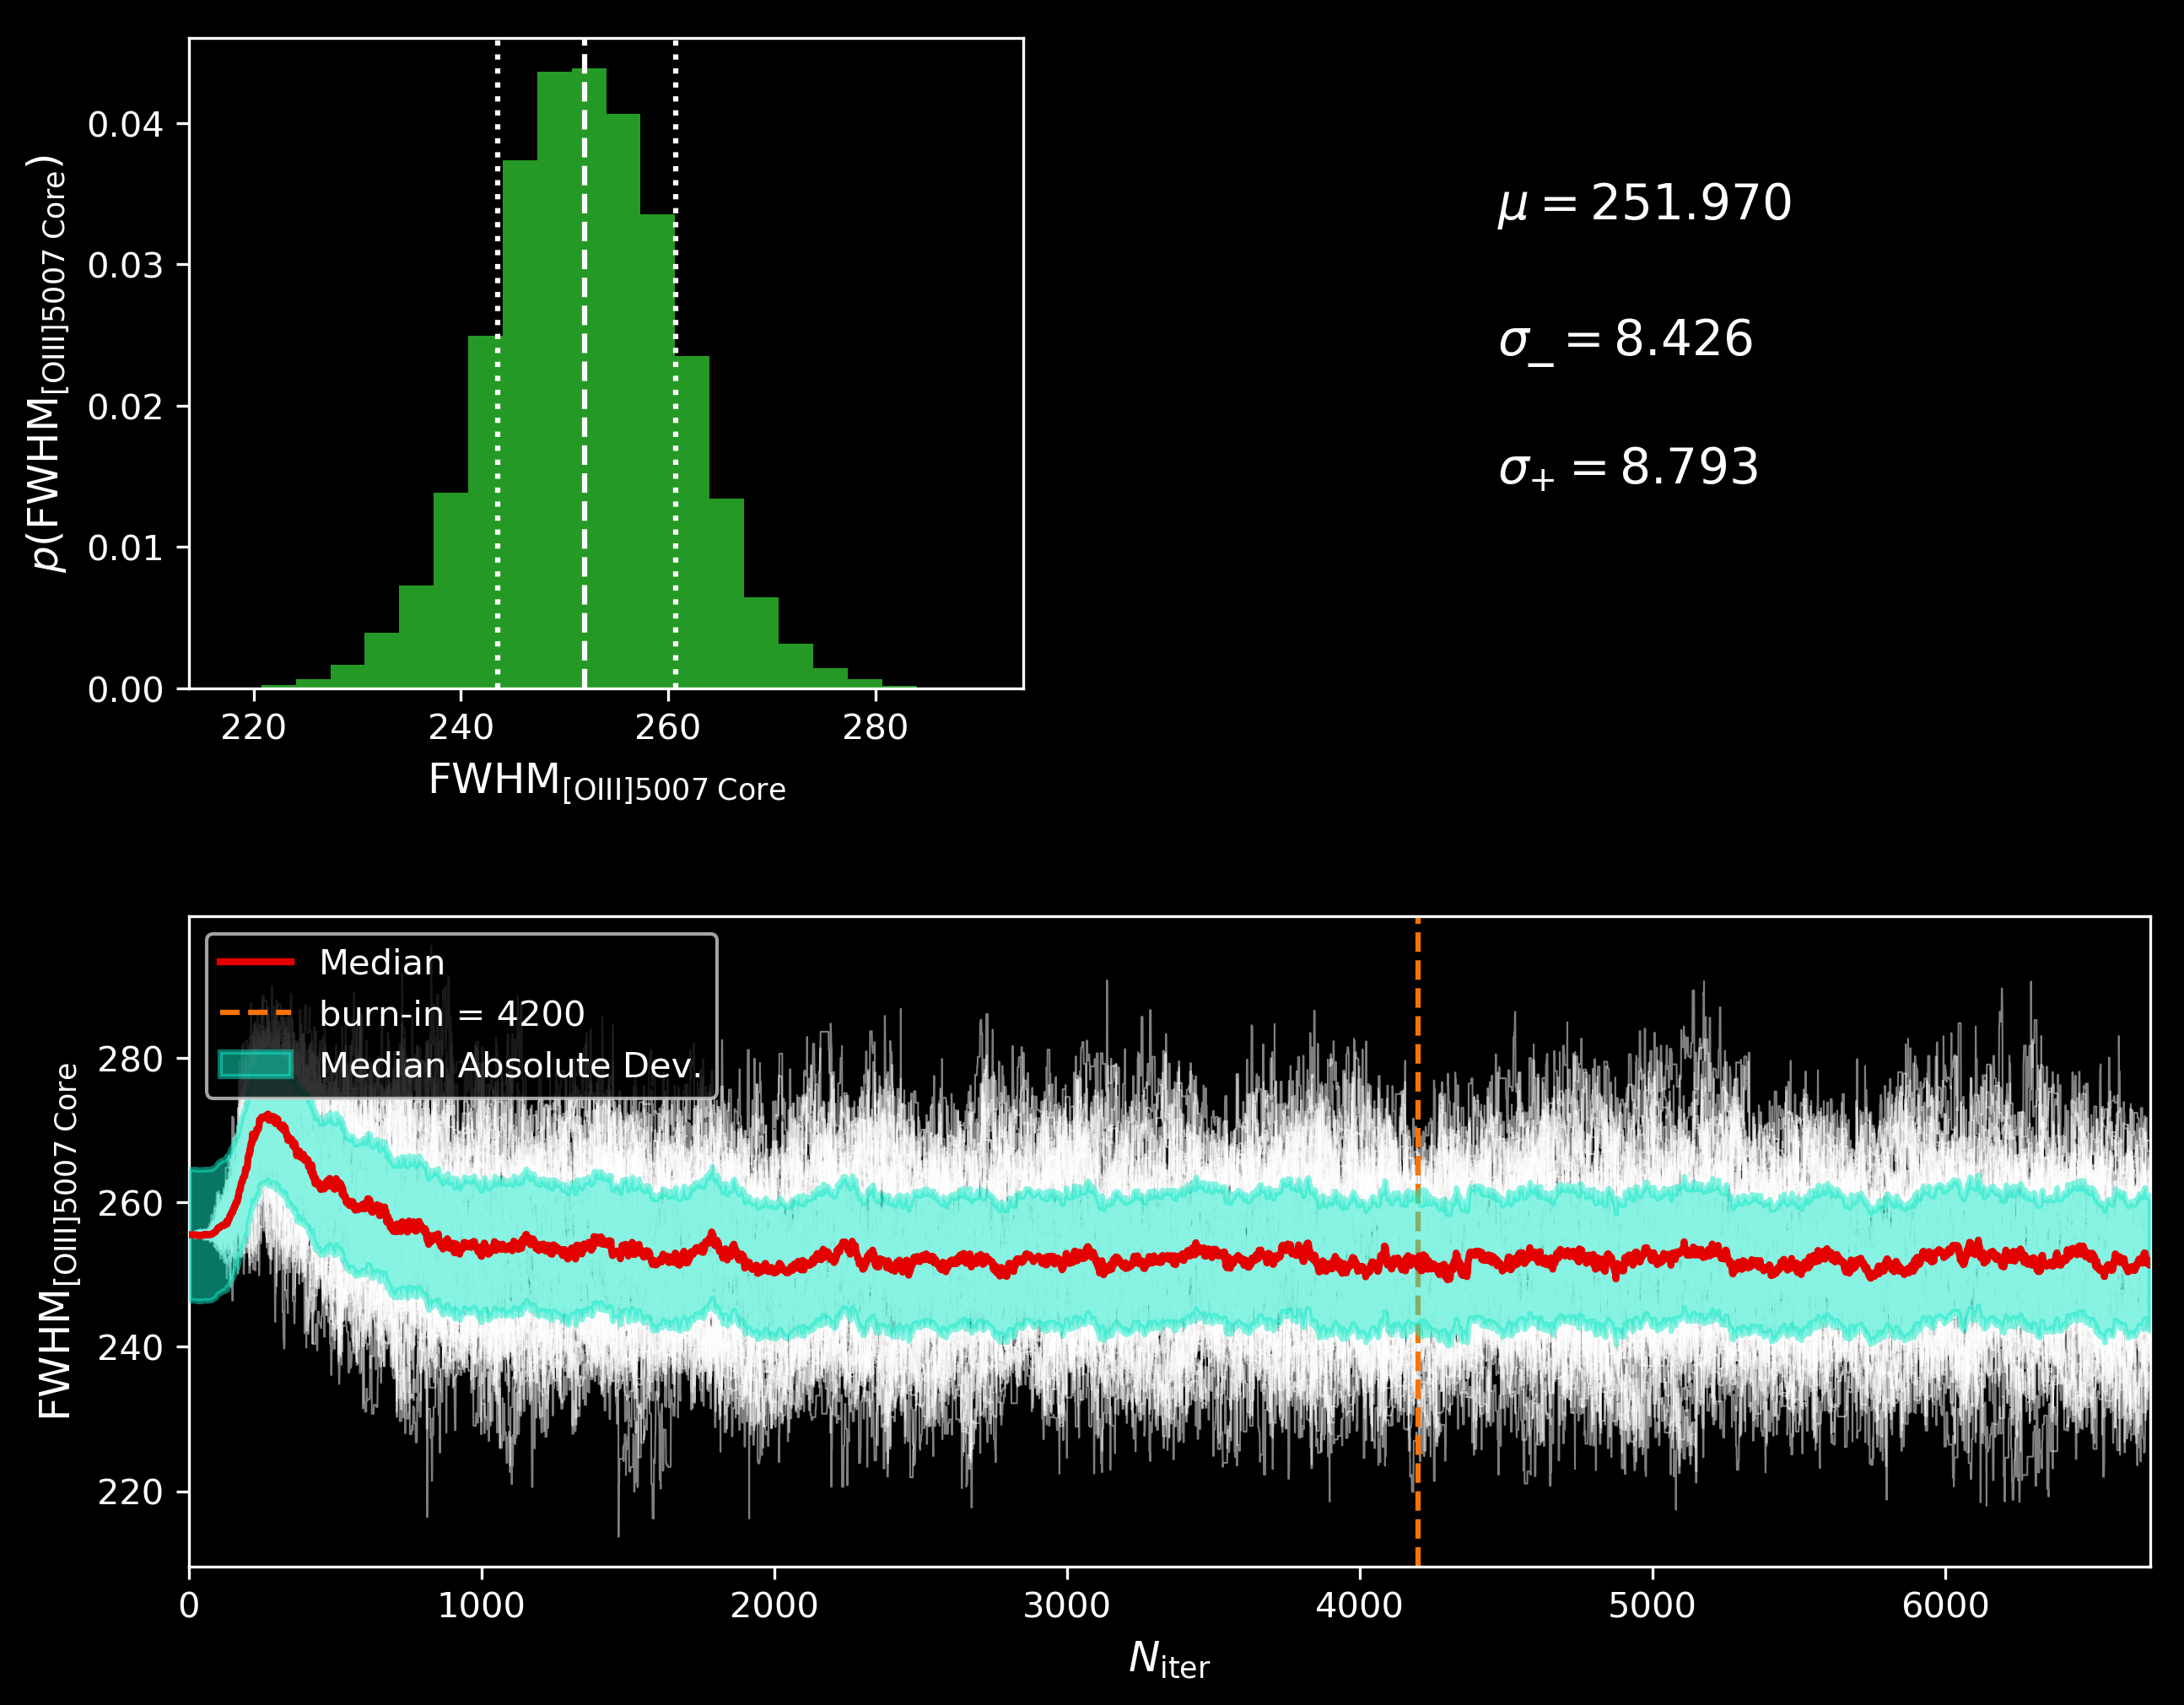 p(FWHM[OIII]5007 Core)
0.04
0.03
0.02
0.01
0.00
220 240 260 280
FWHM[OIII]5007 Core
μ = 251.970
σ− = 8.426
σ+ = 8.793
FWHM[OIII]5007 Core
280
260
240
220
Median
burn-in = 4200
Median Absolute Dev.
0 1000 2000 3000 4000 5000 6000
Niter